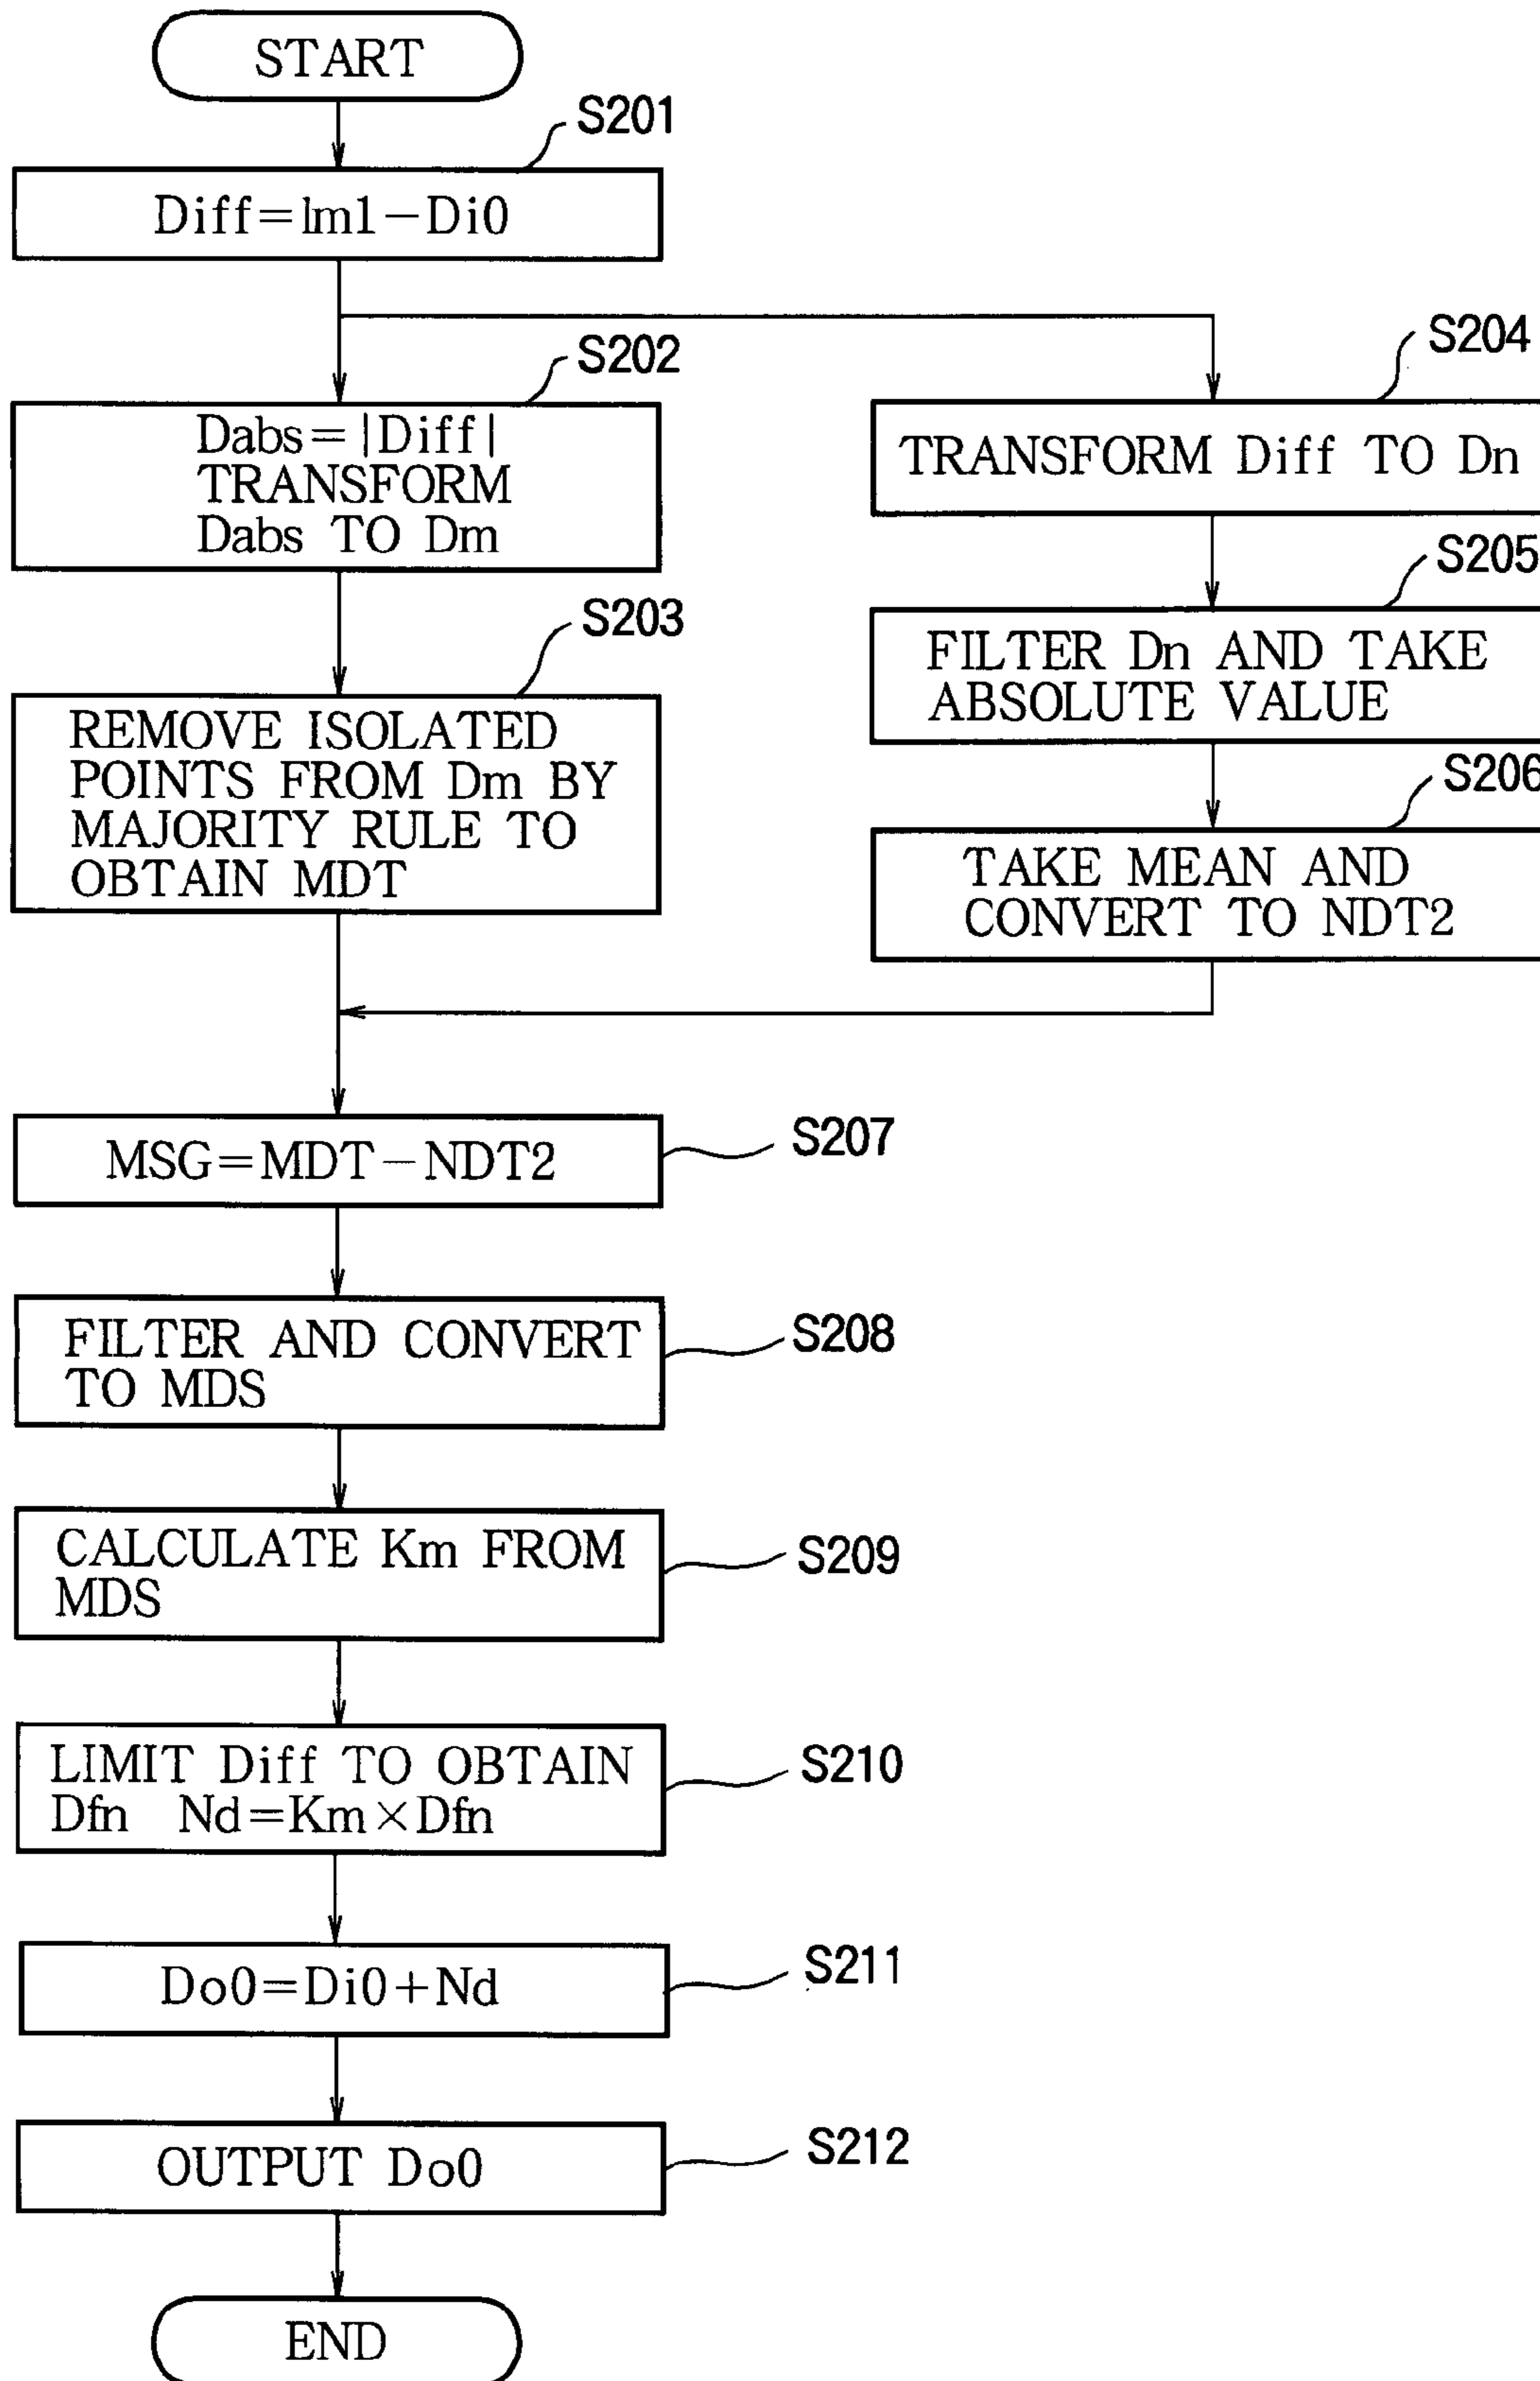 START
S201
Diff=lm1−Di0
S202
Dabs=|Diff|
TRANSFORM
Dabs TO Dm
S203
REMOVE ISOLATED
POINTS FROM Dm BY
MAJORITY RULE TO
OBTAIN MDT
S204
TRANSFORM Diff TO Dn
S205
FILTER Dn AND TAKE
ABSOLUTE VALUE
S206
TAKE MEAN AND
CONVERT TO NDT2
MSG=MDT−NDT2
S207
FILTER AND CONVERT
TO MDS
S208
CALCULATE Km FROM
MDS
S209
LIMIT Diff TO OBTAIN
Dfn Nd=Km×Dfn
S210
Do0=Di0+Nd
S211
OUTPUT Do0
S212
END